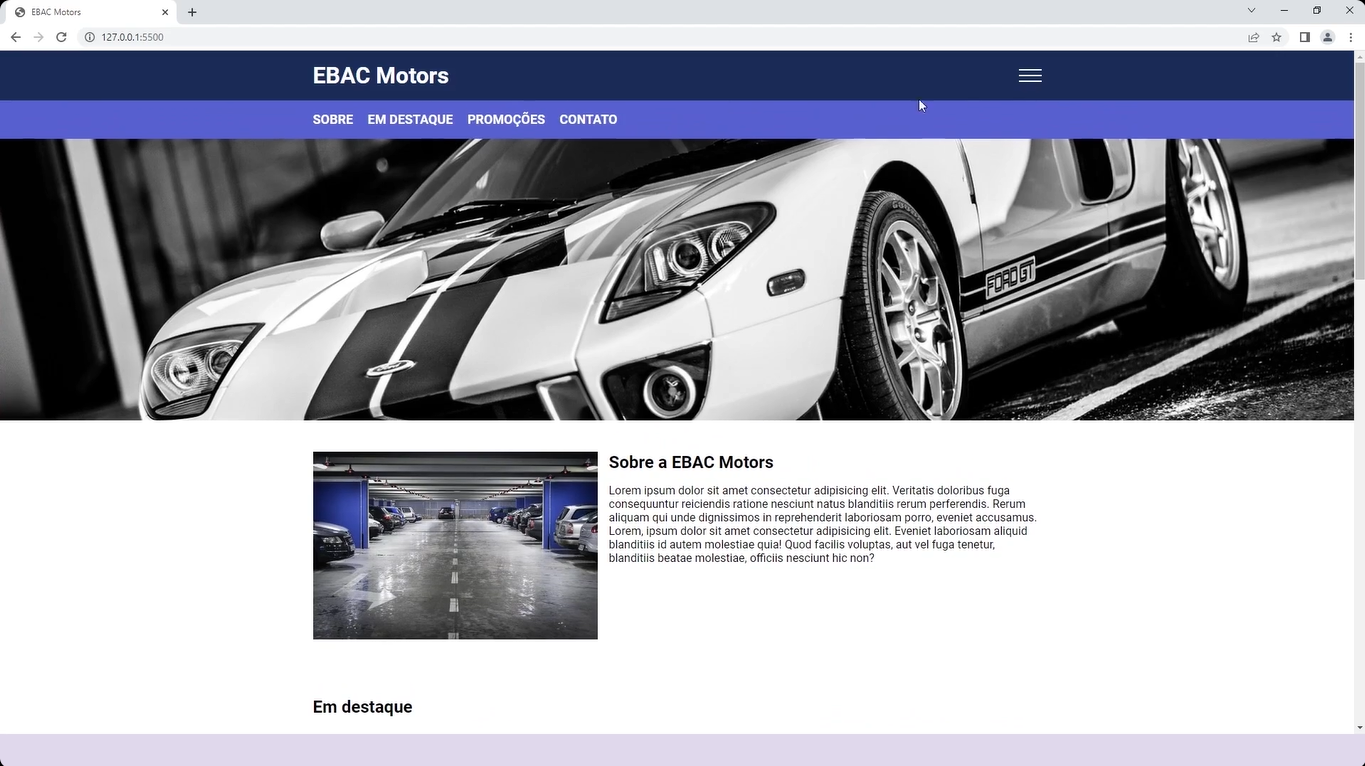 EBAC Motors
127.0.0.1:5500
EBAC Motors
SOBRE EM DESTAQUE PROMOÇÕES CONTATO
FORD GT
Sobre a EBAC Motors
Lorem ipsum dolor sit amet consectetur adipisicing elit. Veritatis doloribus fuga
consequuntur reiciendis ratione nesciunt natus blanditiis rerum perferendis. Rerum
aliquam qui unde dignissimos in reprehenderit laboriosam porro, eveniet accusamus.
Lorem, ipsum dolor sit amet consectetur adipisicing elit. Eveniet laboriosam aliquid
blanditiis id autem molestiae quia! Quod facilis voluptas, aut vel fuga tenetur,
blanditiis beatae molestiae, officiis nesciunt hic non?
Em destaque